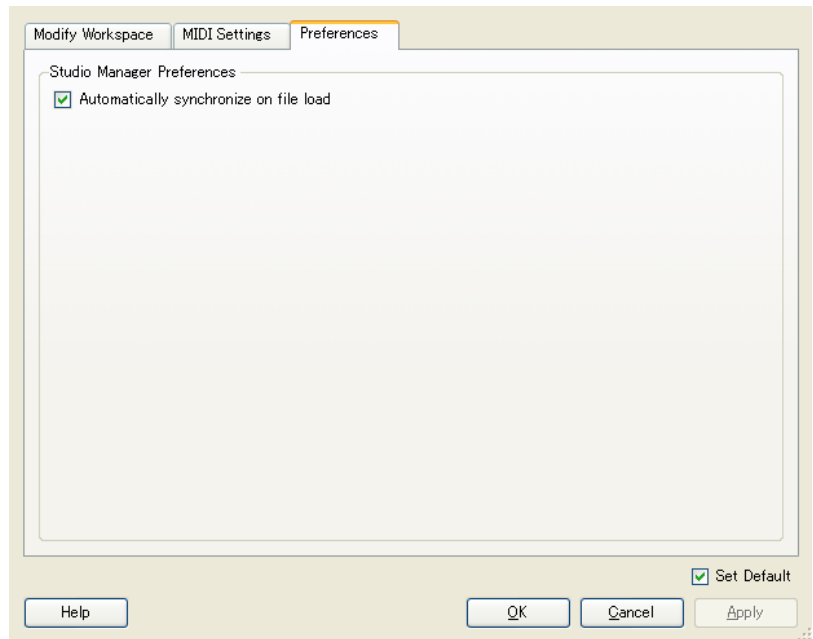 Modify Workspace
MIDI Settings
Preferences
Studio Manager Preferences
Automatically synchronize on file load
Set Default
Help
OK
Cancel
Apply